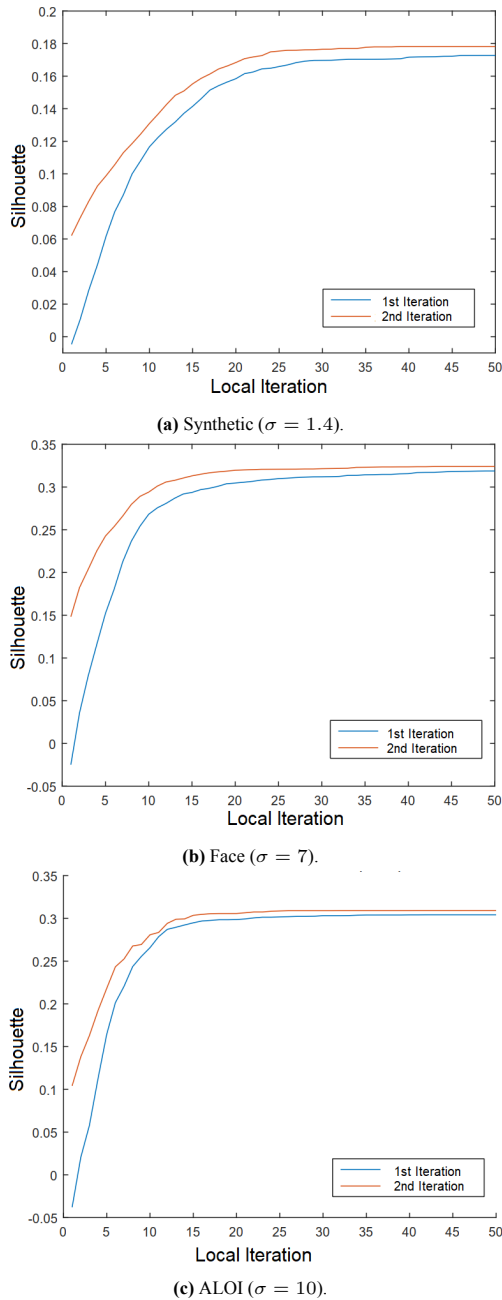 0.2
0.18
0.16
0.14
0.12
0.1
0.08
0.06
0.04
0.02
0
Silhouette
1st Iteration
2nd Iteration
0 5 10 15 20 25 30 35 40 45 50
Local Iteration
(a) Synthetic (σ = 1.4).
0.35
0.3
0.25
0.2
0.15
0.1
0.05
0
-0.05
Silhouette
1st Iteration
2nd Iteration
0 5 10 15 20 25 30 35 40 45 50
Local Iteration
(b) Face (σ = 7).
0.35
0.3
0.25
0.2
0.15
0.1
0.05
0
-0.05
Silhouette
1st Iteration
2nd Iteration
0 5 10 15 20 25 30 35 40 45 50
Local Iteration
(c) ALOI (σ = 10).